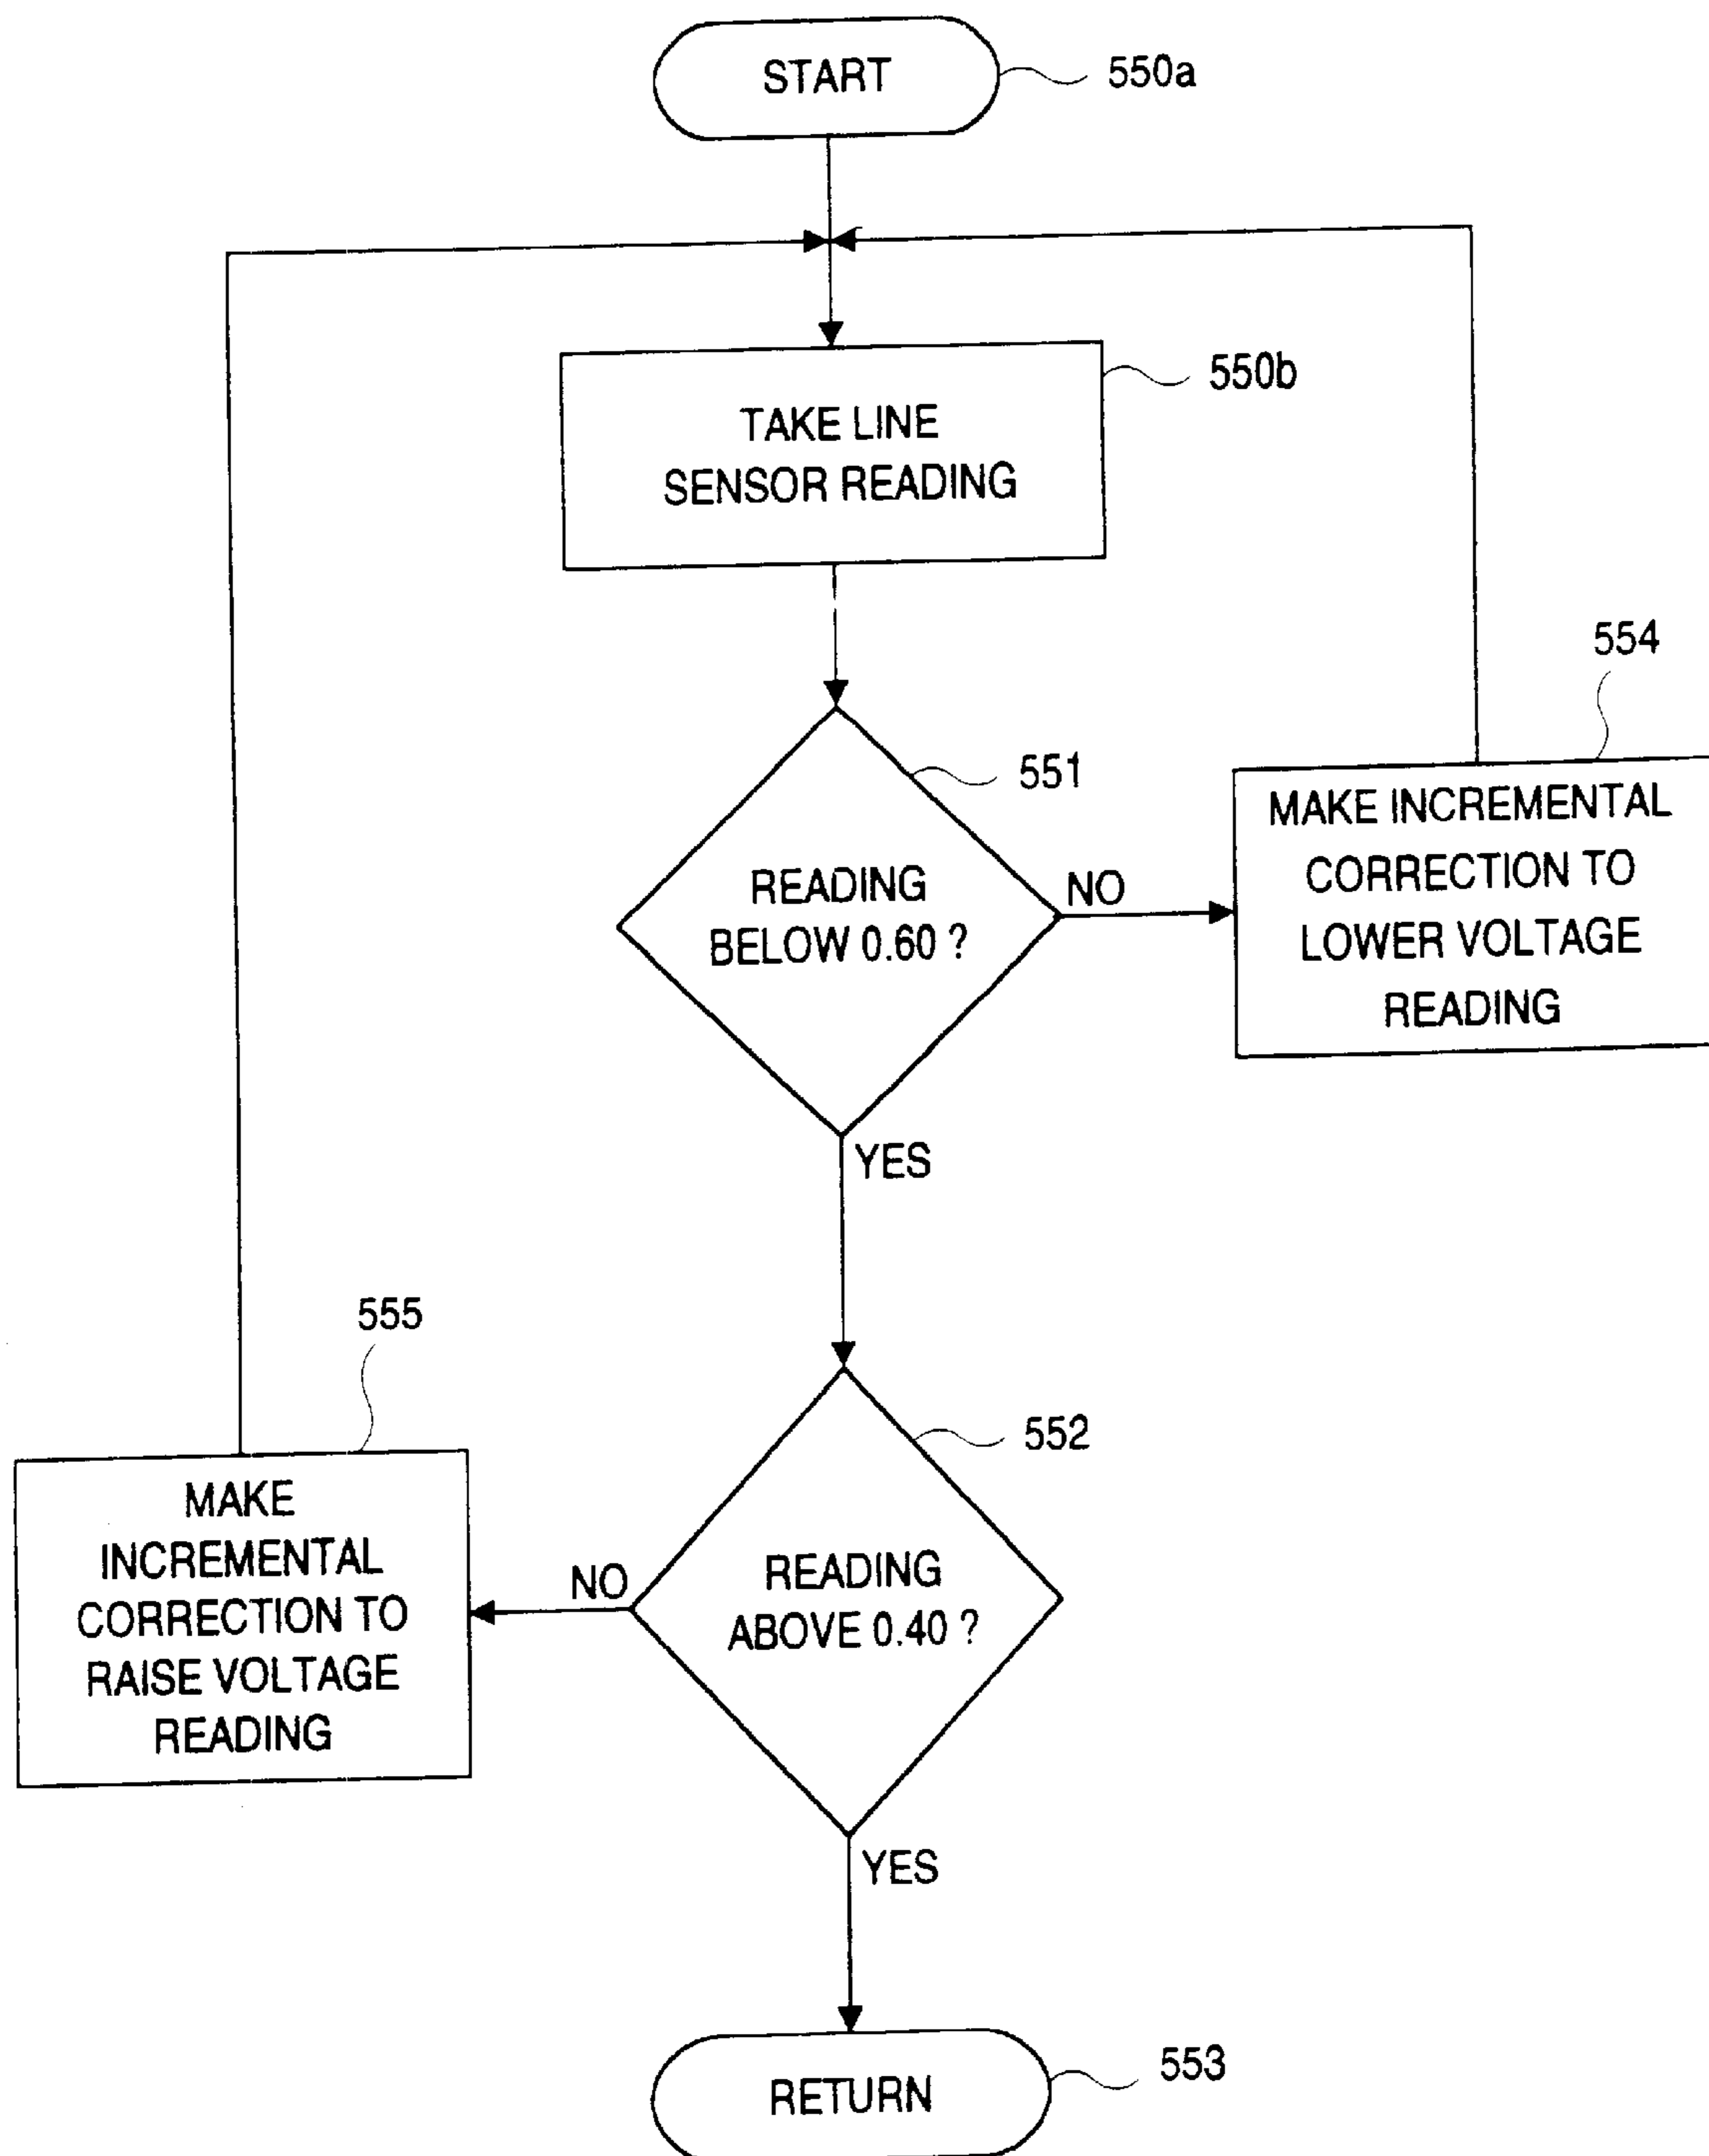 START
550a
550b
TAKE LINE
SENSOR READING
554
551
MAKE INCREMENTAL
CORRECTION TO
LOWER VOLTAGE
READING
READING
BELOW 0.60 ?
NO
YES
555
552
MAKE
INCREMENTAL
CORRECTION TO
RAISE VOLTAGE
READING
NO
READING
ABOVE 0.40 ?
YES
553
RETURN